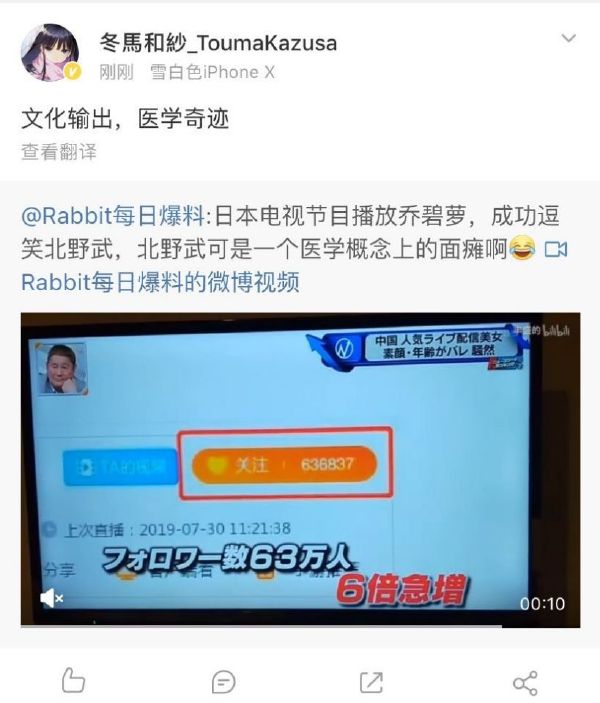 冬馬和紗_ToumaKazusa
刚刚 雪白色iPhone X
文化输出，医学奇迹
查看翻译
@Rabbit每日爆料:日本电视节目播放乔碧萝，成功逗
笑北野武，北野武可是一个医学概念上的面瘫啊😂
Rabbit每日爆料的微博视频
bilibili
中国 人気ライブ配信美女
素顔・年齢がバレ 騒然
TA的视频
关注 636837
上次直播：2019-07-30 11:21:38
分享
フォロワー数63万人
6倍急増
00:10